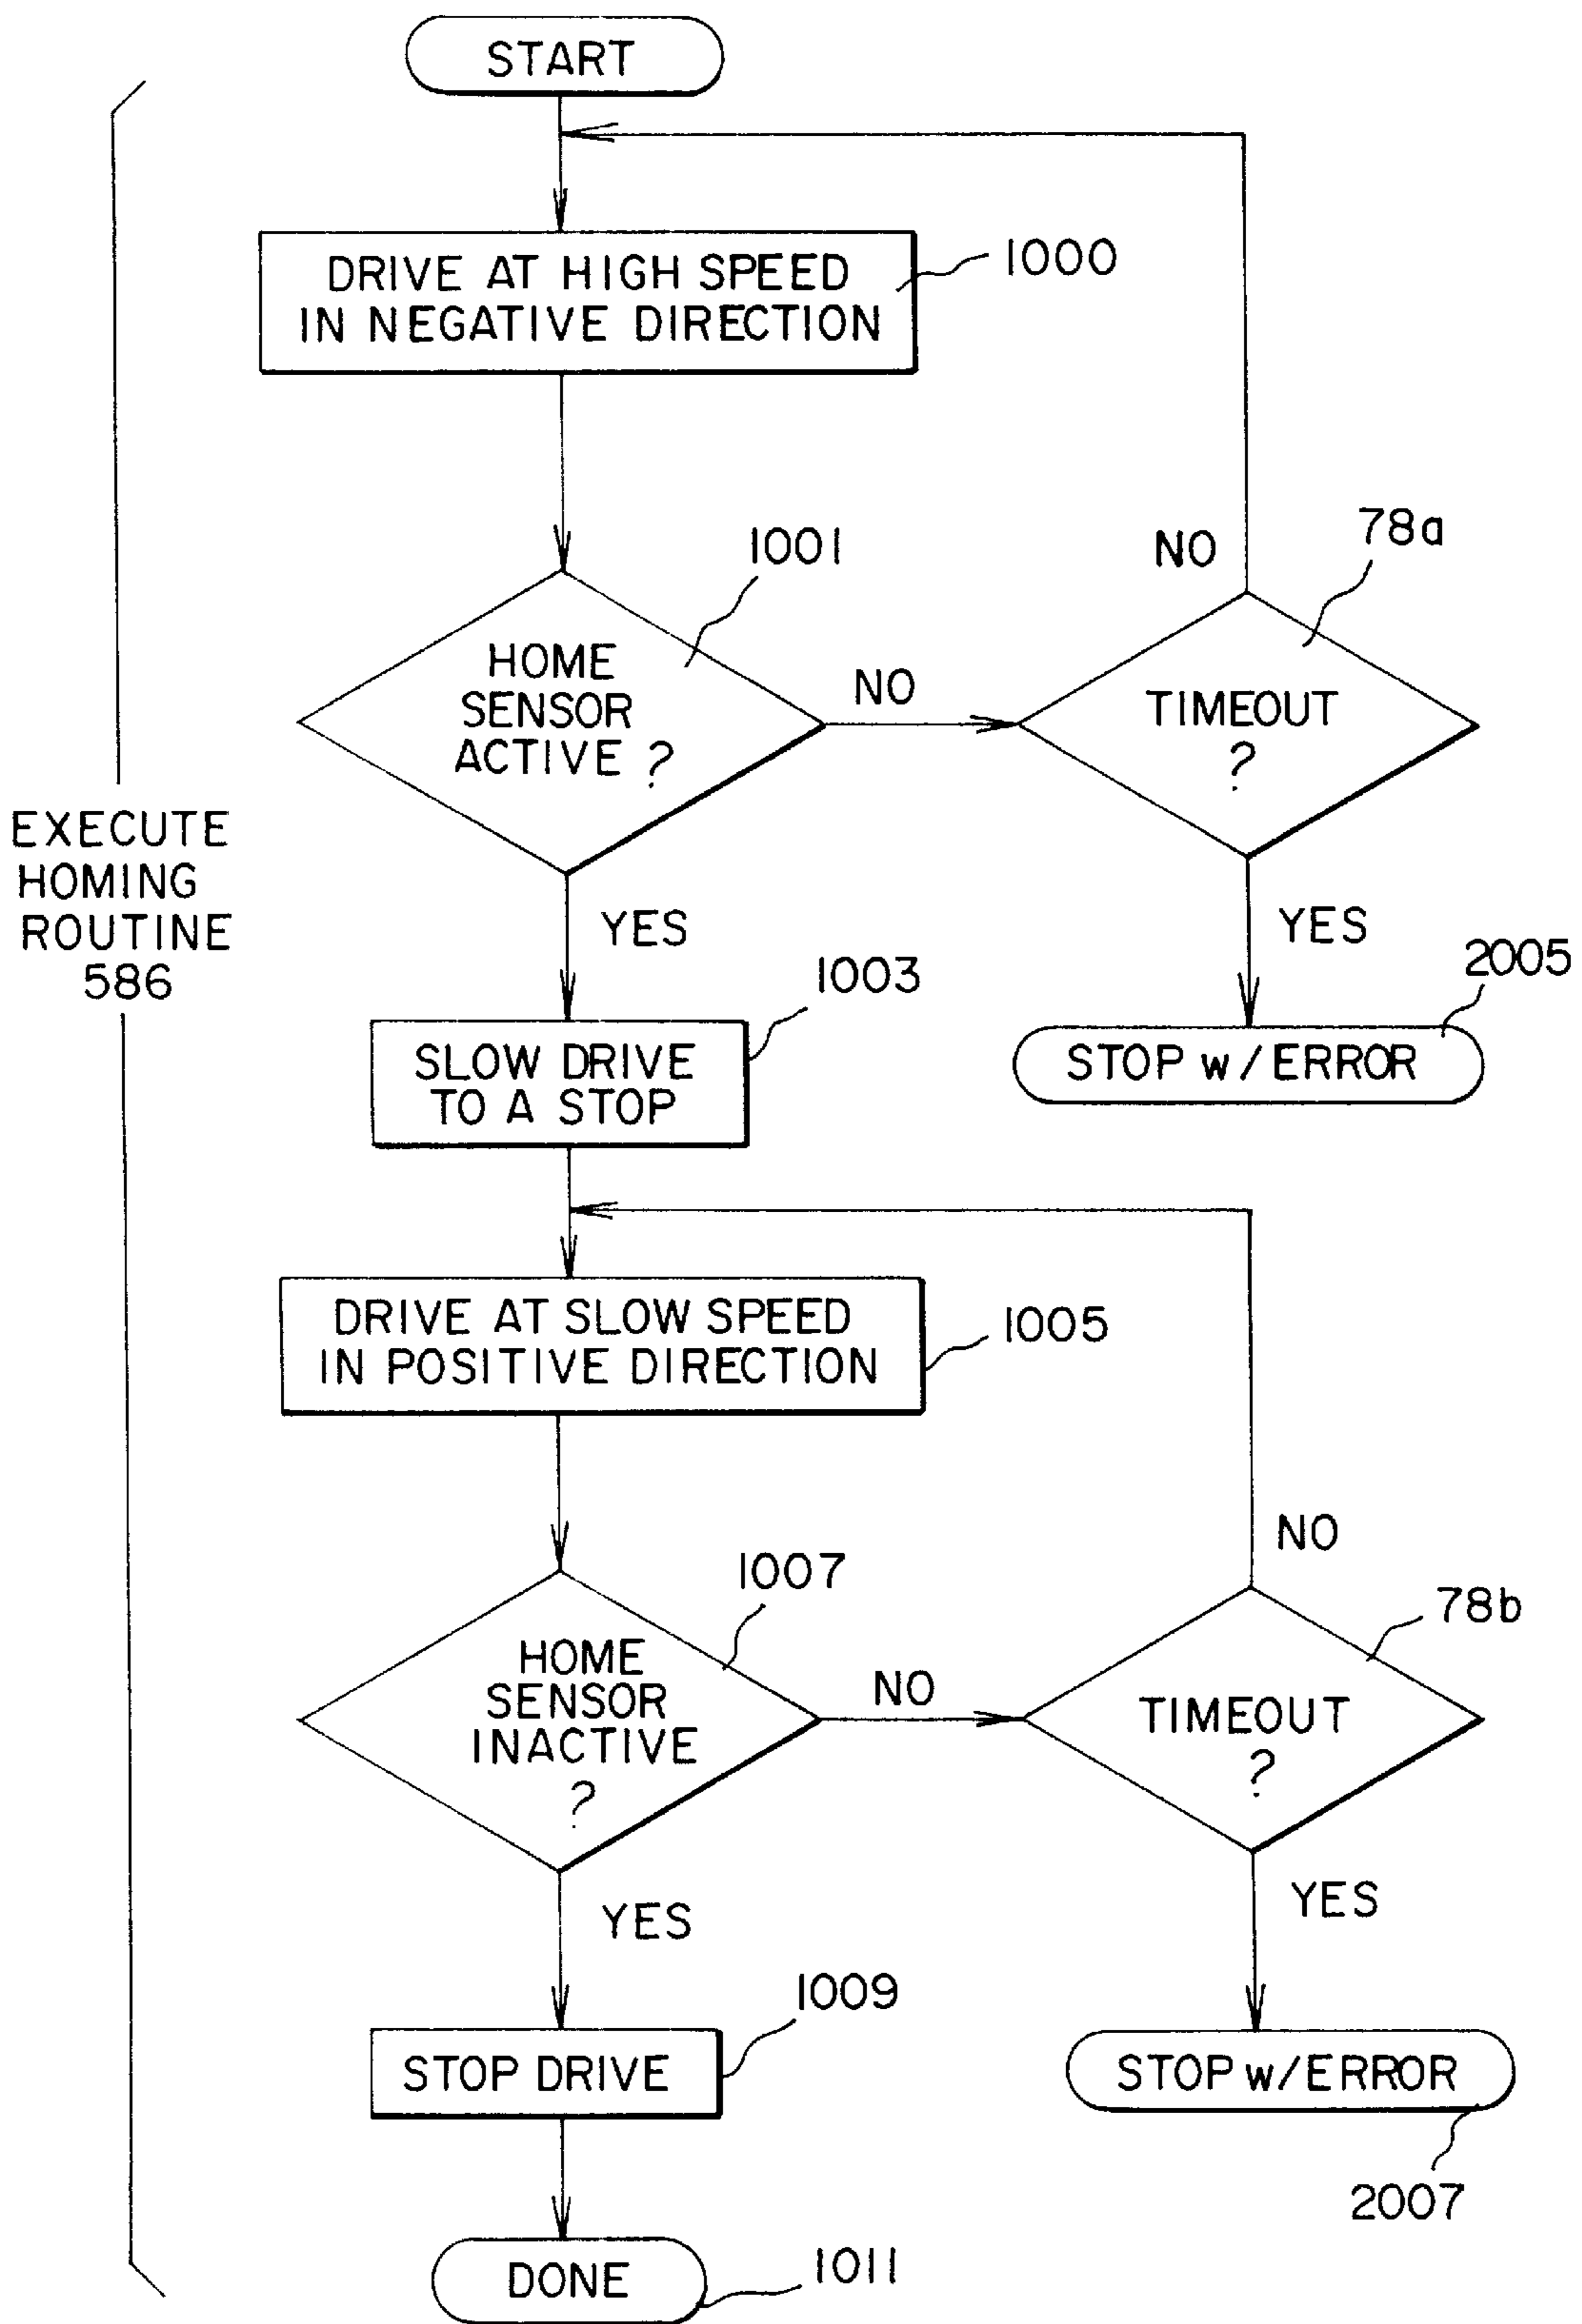 START
DRIVE AT HIGH SPEED
IN NEGATIVE DIRECTION
1000
1001
HOME
SENSOR
ACTIVE ?
NO
NO
78a
TIMEOUT
?
EXECUTE
HOMING
ROUTINE
586
YES
YES
1003
2005
SLOW DRIVE
TO A STOP
STOP w/ERROR
DRIVE AT SLOW SPEED
IN POSITIVE DIRECTION
1005
1007
HOME
SENSOR
INACTIVE
?
NO
NO
78b
TIMEOUT
?
YES
YES
1009
STOP DRIVE
STOP w/ERROR
2007
DONE
1011